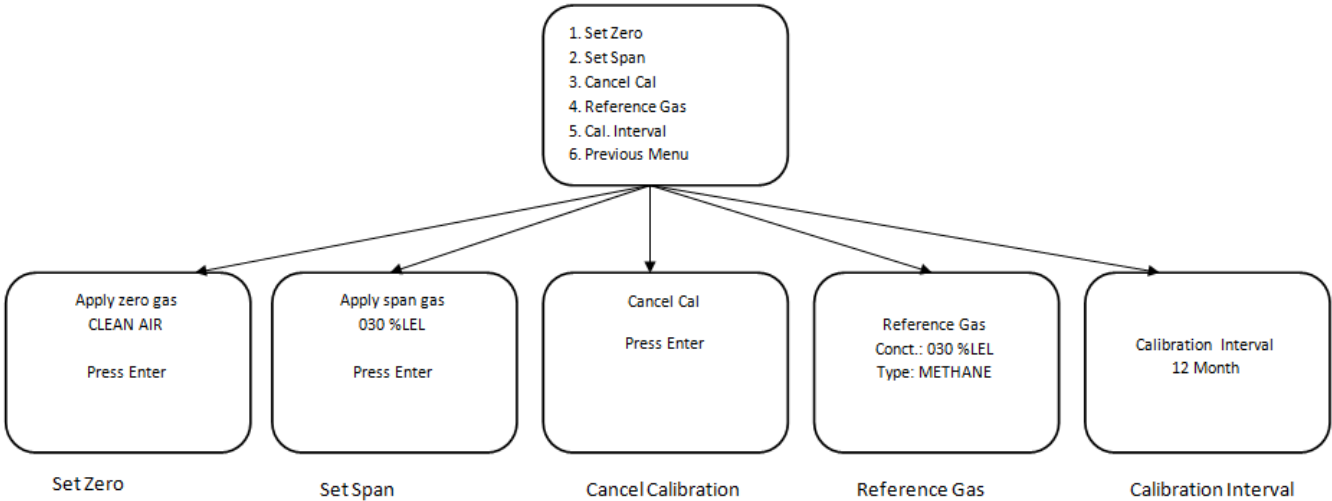 1. Set Zero
2. Set Span
3. Cancel Cal
4. Reference Gas
5. Cal. Interval
6. Previous Menu
Apply zero gas
CLEAN AIR
Press Enter
Apply span gas
030 %LEL
Press Enter
Cancel Cal
Press Enter
Reference Gas
Conct.: 030 %LEL
Type: METHANE
Calibration Interval
12 Month
Set Zero
Set Span
Cancel Calibration
Reference Gas
Calibration Interval